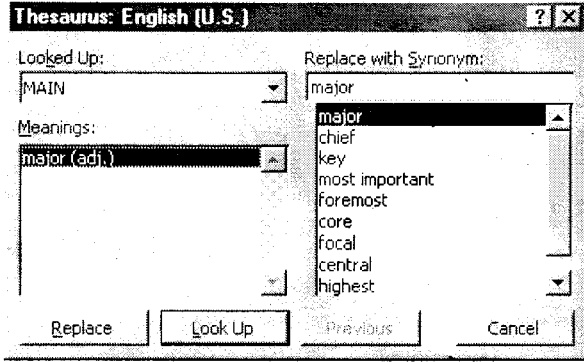 Thesaurus: English (U.S.)
Looked Up:
MAIN
Meanings:
major (adj.)
Replace with Synonym:
major
major
chief
key
most important
foremost
core
focal
central
highest
Replace
Look Up
Previous
Cancel